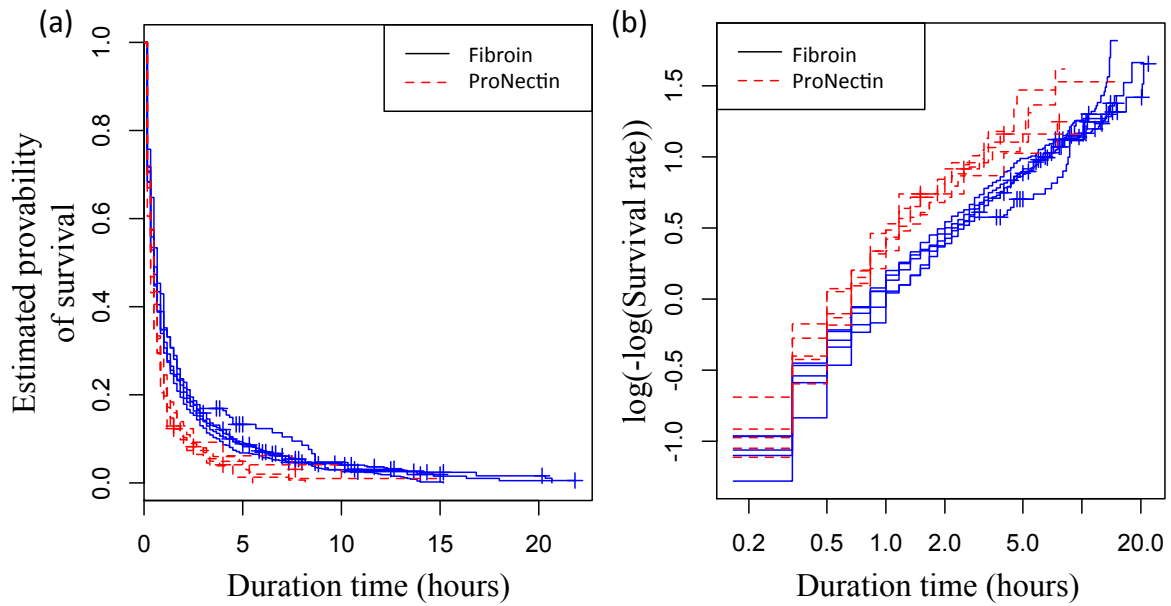 (a)
Fibroin
ProNectin
Estimated provability
of survival
1.0
0.8
0.6
0.4
0.2
0.0
0
5
10
15
20
Duration time (hours)
(b)
Fibroin
ProNectin
log(-log(Survival rate))
1.5
1.0
0.5
0.0
-0.5
-1.0
0.2
0.5
1.0
2.0
5.0
20.0
Duration time (hours)